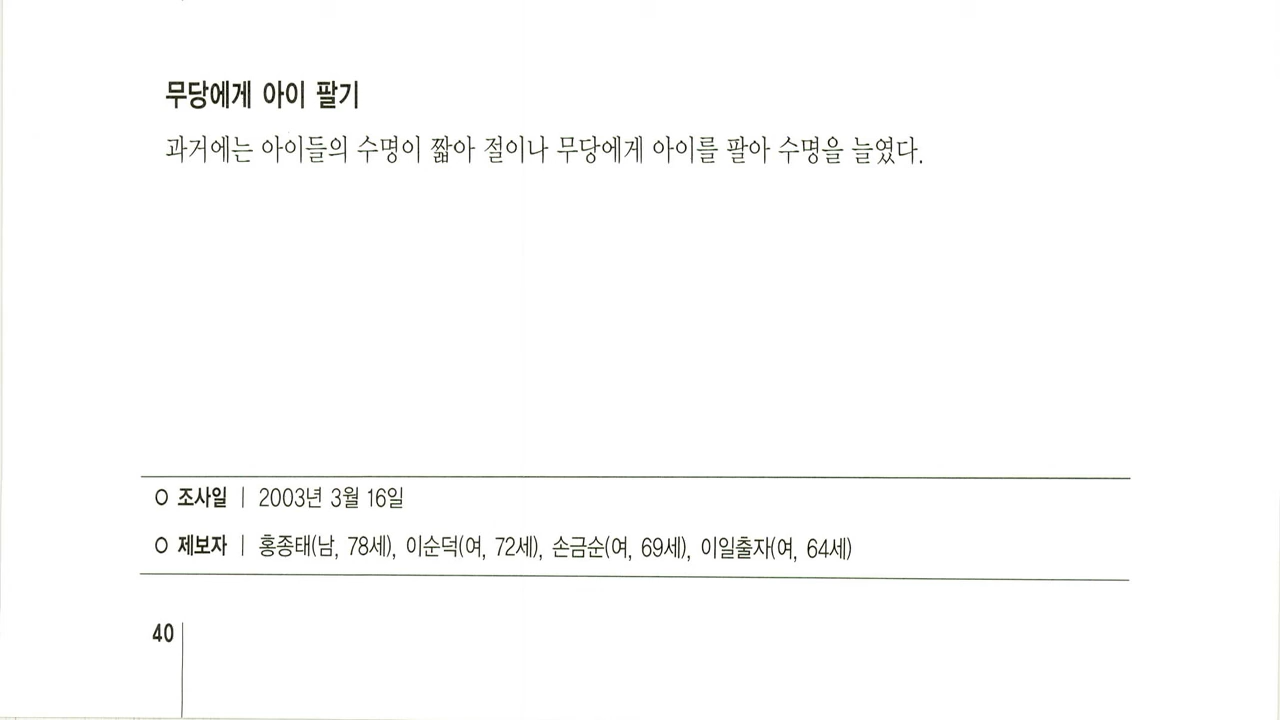 무당에게 아이 팔기
과거에는 아이들의 수명이 짧아 절이나 무당에게 아이를 팔아 수명을 늘였다.
○ 조사일 | 2003년 3월 16일
○ 제보자 | 홍종태(남, 78세), 이순덕(여, 72세), 손금순(여, 69세), 이일출자(여, 64세)
40